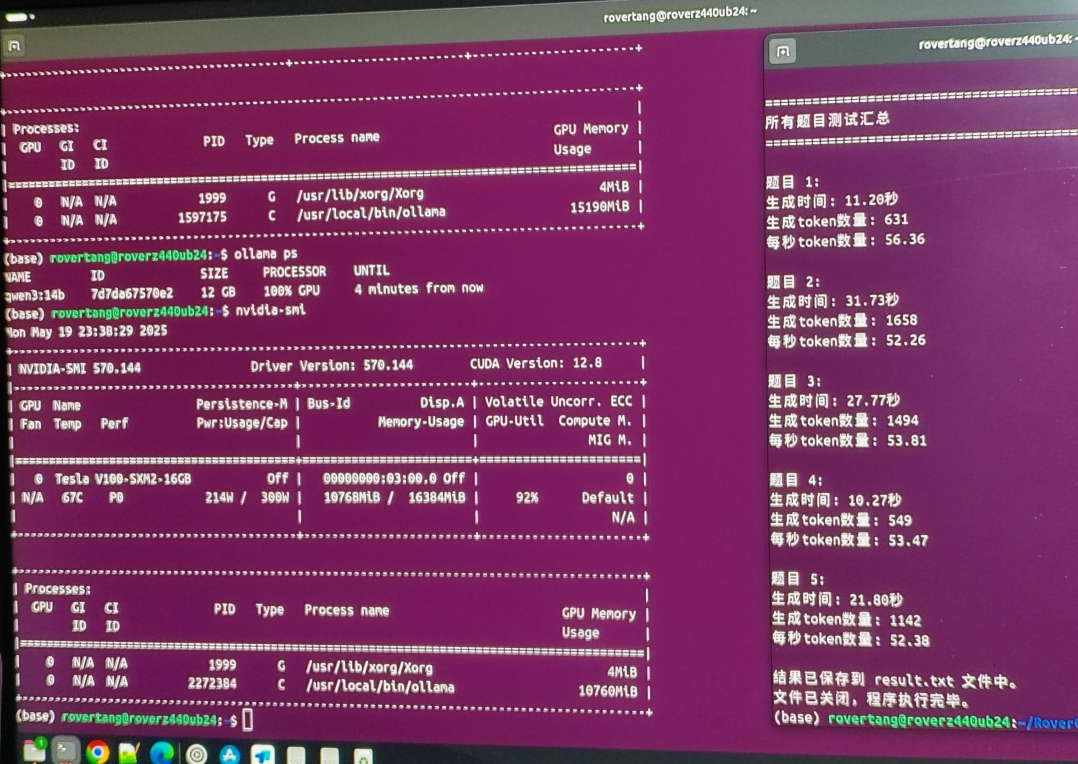 rovertang@roverz440ub24: ~
Processes:
GPU GI CI PID Type Process name GPU Memory
ID ID Usage
0 N/A N/A 1999 G /usr/lib/xorg/Xorg 4MiB
0 N/A N/A 1597175 C /usr/local/bin/ollama 15190MiB
(base) rovertang@roverz440ub24:~$ ollama ps
NAME ID SIZE PROCESSOR UNTIL
qwen3:14b 7d7da67570e2 12 GB 100% GPU 4 minutes from now
(base) rovertang@roverz440ub24:~$ nvidia-smi
Mon May 19 23:38:29 2025
NVIDIA-SMI 570.144 Driver Version: 570.144 CUDA Version: 12.8
GPU Name Persistence-M | Bus-Id Disp.A | Volatile Uncorr. ECC
Fan Temp Perf Pwr:Usage/Cap | Memory-Usage | GPU-Util Compute M.
MIG M.
0 Tesla V100-SXM2-16GB Off | 00000000:03:00.0 Off | 0
N/A 67C P0 214W / 300W | 10768MiB / 16384MiB | 92% Default
N/A
Processes:
GPU GI CI PID Type Process name GPU Memory
ID ID Usage
0 N/A N/A 1999 G /usr/lib/xorg/Xorg 4MiB
0 N/A N/A 2272384 C /usr/local/bin/ollama 10760MiB
(base) rovertang@roverz440ub24:~$
rovertang@roverz440ub24: ~
所有题目测试汇总
题目 1:
生成时间: 11.20秒
生成token数量: 631
每秒token数量: 56.36
题目 2:
生成时间: 31.73秒
生成token数量: 1658
每秒token数量: 52.26
题目 3:
生成时间: 27.77秒
生成token数量: 1494
每秒token数量: 53.81
题目 4:
生成时间: 10.27秒
生成token数量: 549
每秒token数量: 53.47
题目 5:
生成时间: 21.80秒
生成token数量: 1142
每秒token数量: 52.38
结果已保存到 result.txt 文件中。
文件已关闭，程序执行完毕。
(base) rovertang@roverz440ub24:~/Rover